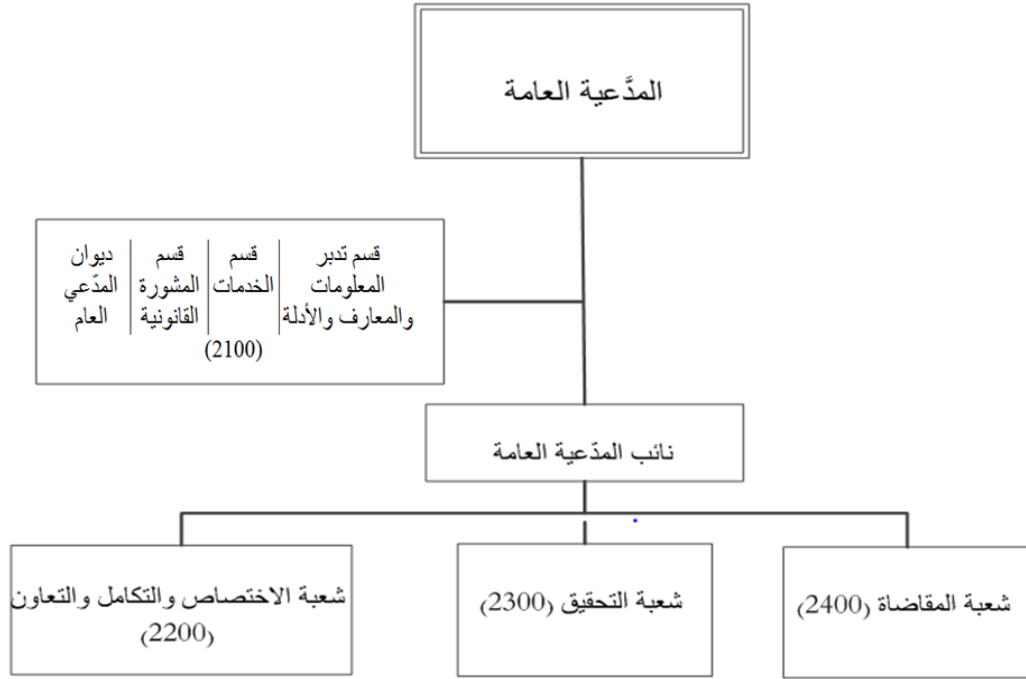 المدَّعية العامة
ديوان
المدّعي
العام
قسم
المشورة
القانونية
قسم
الخدمات
قسم تدبر
المعلومات
والمعارف والأدلة
(2100)
نائب المدّعية العامة
شعبة الاختصاص والتكامل والتعاون
(2200)
شعبة التحقيق (2300)
شعبة المقاضاة (2400)